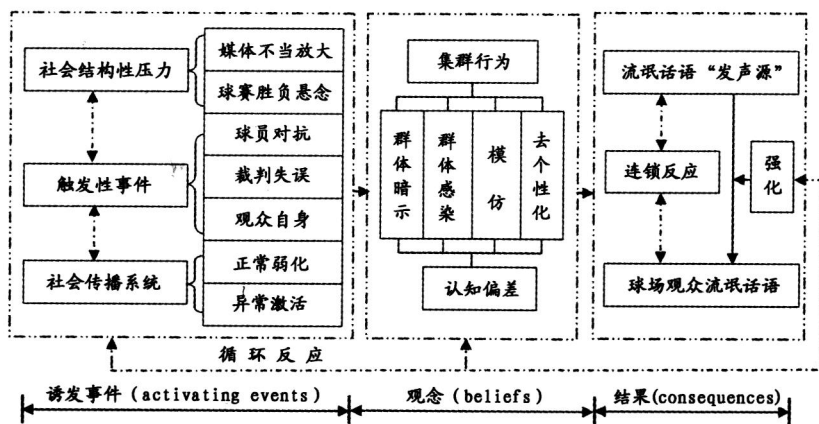 社会结构性压力
触发性事件
社会传播系统
媒体不当放大
球赛胜负悬念
球员对抗
裁判失误
观众自身
正常弱化
异常激活
集群行为
群体暗示
群体感染
模仿
去个性化
认知偏差
流氓话语“发声源”
连锁反应
强化
球场观众流氓话语
循环反应
诱发事件（activating events）
观念（beliefs）
结果(consequences)